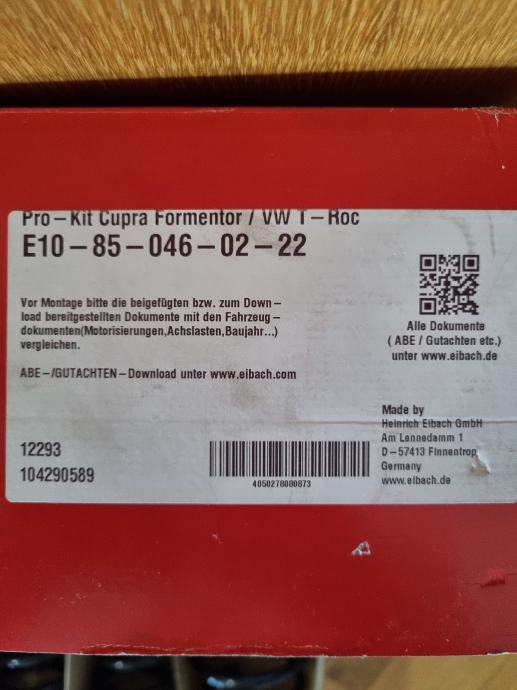 Pro-Kit Cupra Formentor / VW T-Roc
E10-85-046-02-22
Vor Montage bitte die beigefügten bzw. zum Down-
load bereitgestellten Dokumente mit den Fahrzeug-
dokumenten(Motorisierungen,Achslasten,Baujahr...)
vergleichen.
ABE-/GUTACHTEN-Download unter www.eibach.com
Alle Dokumente
( ABE / Gutachten etc.)
unter www.eibach.de
12293
104290589
4050278080873
Made by
Heinrich Eibach GmbH
Am Lennedamm 1
D-57413 Finnentrop
Germany
www.eibach.de